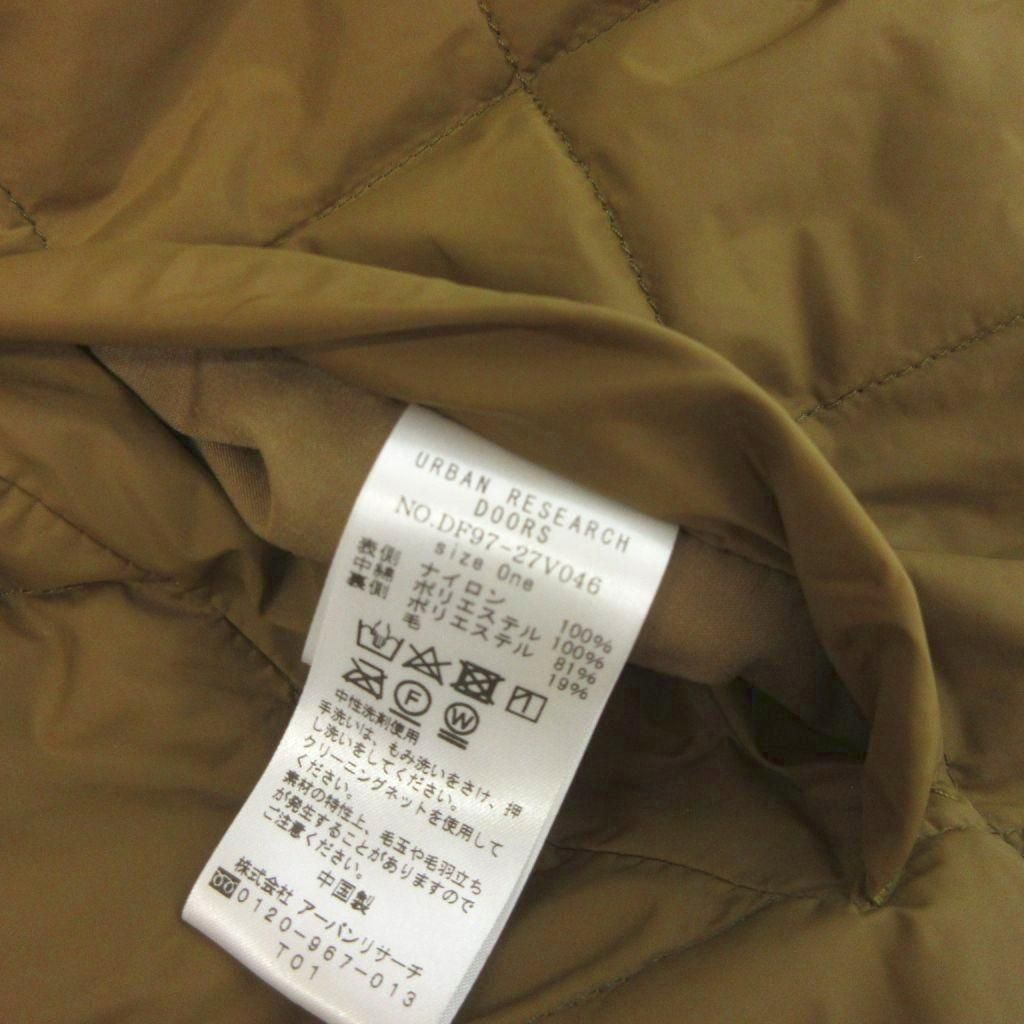 URBAN RESEARCH
DOORS
NO.DF97-27V046
size One
表側 ナイロン 100%
中綿 ポリエステル 100%
裏側 ポリエステル 81%
毛 19%
F W
中性洗剤使用
手洗いは、もみ洗いをさけ、押
し洗いをしてください。
クリーニングネットを使用して
ください。
素材の特性上、毛玉や毛羽立ち
が発生することがありますので
ご注意ください。
中国製
株式会社 アーバンリサーチ
0120-967-013
T01